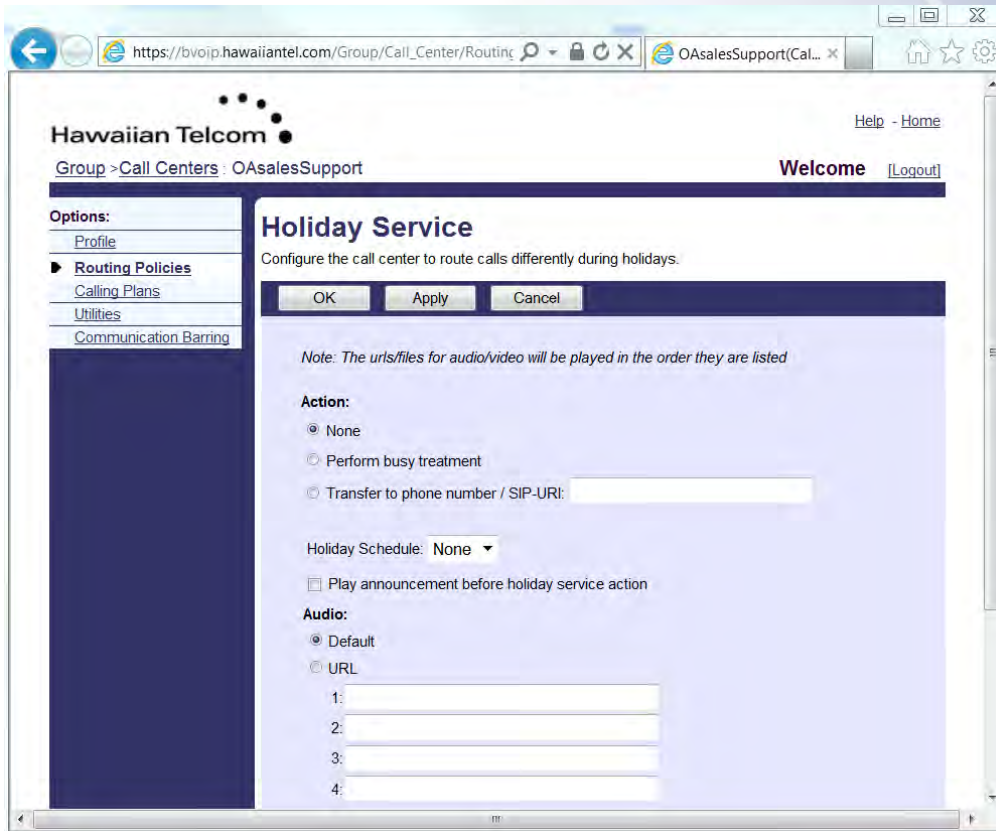 https://bvoip.hawaiiantel.com/Group/Call_Center/Routing
OAsalesSupport(Cal...
Hawaiian Telcom
Help - Home
Group >Call Centers : OAsalesSupport
Welcome [Logout]
Options:
Profile
Routing Policies
Calling Plans
Utilities
Communication Barring
Holiday Service
Configure the call center to route calls differently during holidays.
OK Apply Cancel
Note: The urls/files for audio/video will be played in the order they are listed
Action:
None
Perform busy treatment
Transfer to phone number / SIP-URI:
Holiday Schedule: None
Play announcement before holiday service action
Audio:
Default
URL
1:
2:
3:
4: